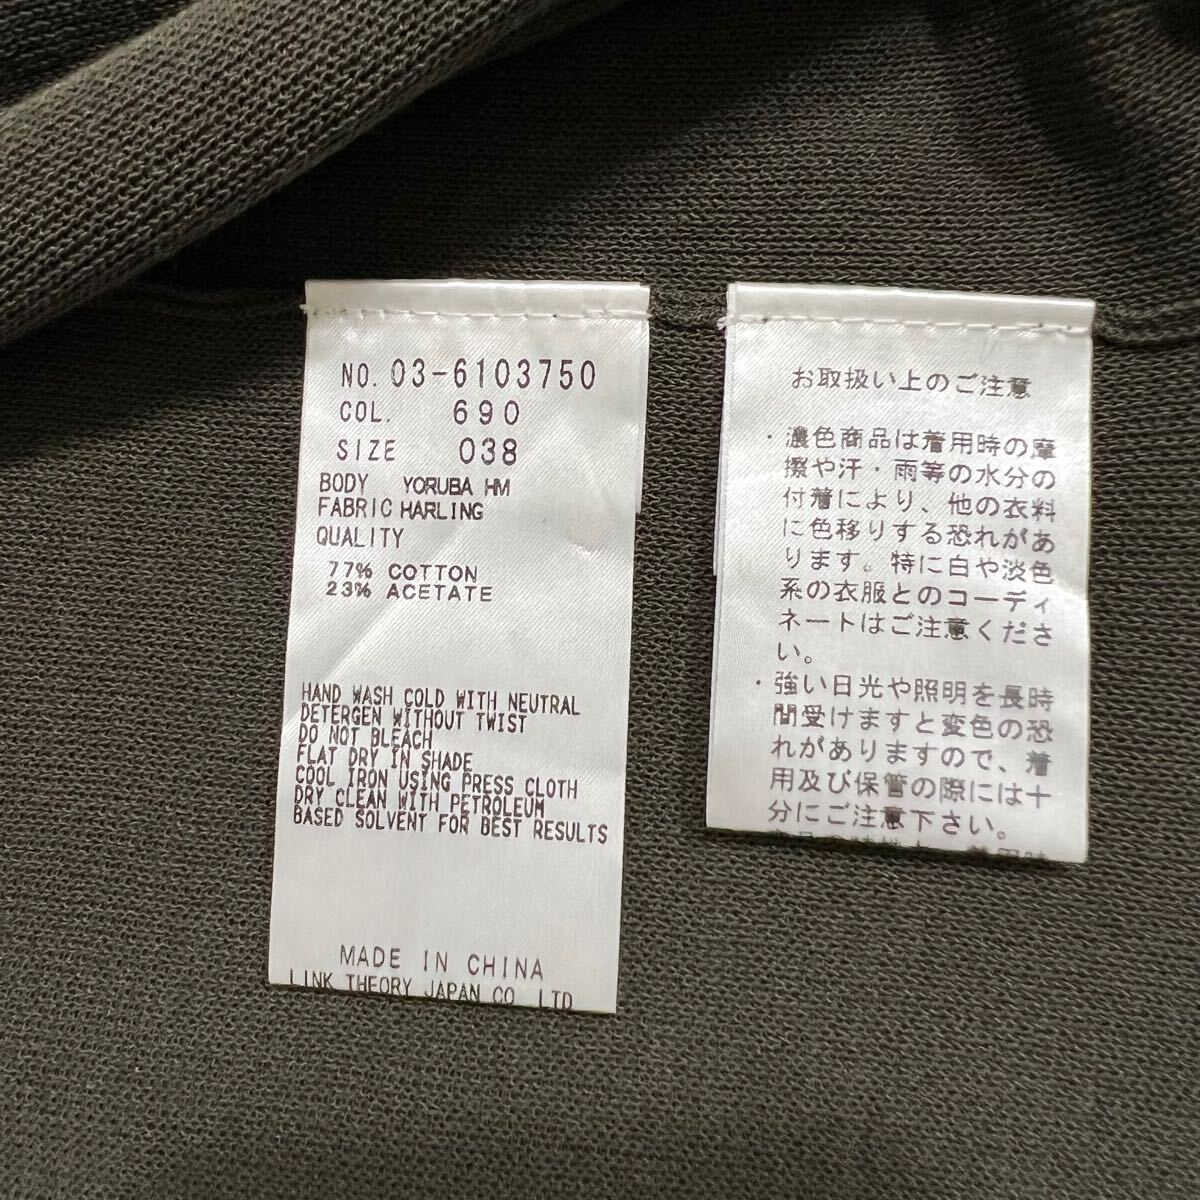 NO. 03-6103750
COL. 690
SIZE 038
BODY YORUBA HM
FABRIC HARLING
QUALITY
77% COTTON
23% ACETATE
HAND WASH COLD WITH NEUTRAL
DETERGEN WITHOUT TWIST
DO NOT BLEACH
FLAT DRY IN SHADE
COOL IRON USING PRESS CLOTH
DRY CLEAN WITH PETROLEUM
BASED SOLVENT FOR BEST RESULTS
MADE IN CHINA
LINK THEORY JAPAN CO. LTD
お取扱い上のご注意
・濃色商品は着用時の摩
擦や汗・雨等の水分の
付着により、他の衣料
に色移りする恐れがあ
ります。特に白や淡色
系の衣服とのコーディ
ネートはご注意くださ
い。
・強い日光や照明を長時
間受けますと変色の恐
れがありますので、着
用及び保管の際には十
分にご注意下さい。